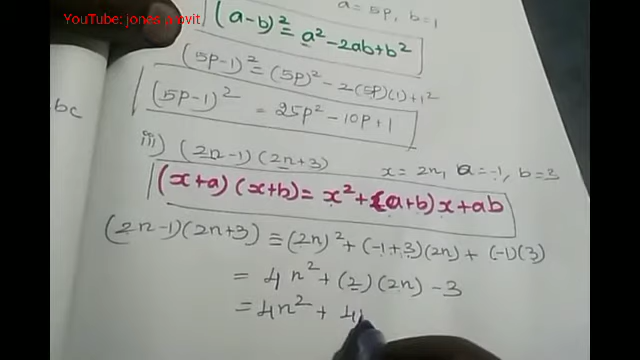 YouTube: jones provit
a = 5p, b = 1
(a-b)² = a² - 2ab + b²
(5p-1)² = (5p)² - 2(5p)(1) + 1²
(5p-1)² = 25p² - 10p + 1
bc
iii) (2n-1)(2n+3)
x = 2n, a = -1, b = 3
(x+a)(x+b) = x² + (a+b)x + ab
(2n-1)(2n+3) = (2n)² + (-1+3)(2n) + (-1)(3)
= 4n² + (2)(2n) - 3
= 4n² + 4